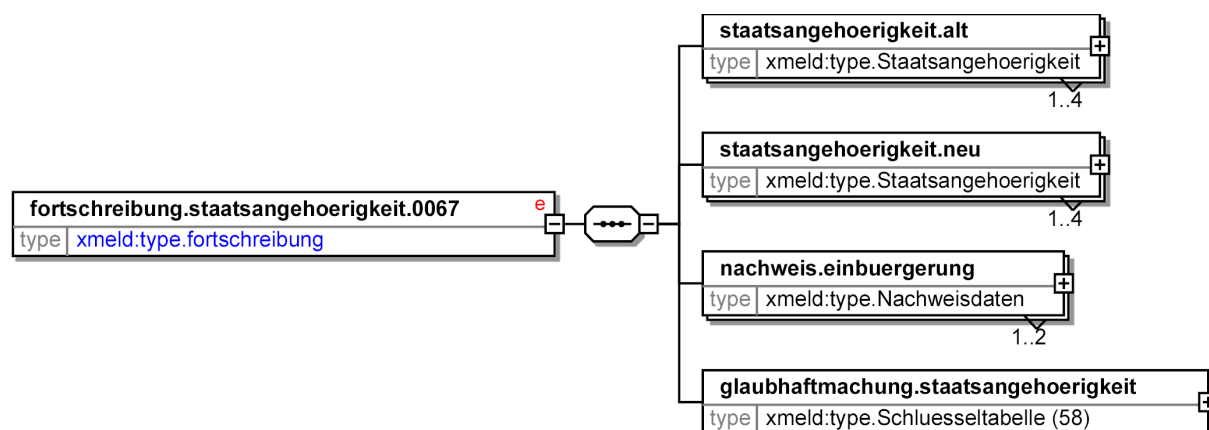 staatsangehoerigkeit.alt
type xmeld:type.Staatsangehoerigkeit
1..4
staatsangehoerigkeit.neu
type xmeld:type.Staatsangehoerigkeit
1..4
fortschreibung.staatsangehoerigkeit.0067 e
type xmeld:type.fortschreibung
nachweis.einbuergerung
type xmeld:type.Nachweisdaten
1..2
glaubhaftmachung.staatsangehoerigkeit
type xmeld:type.Schluesseltabelle (58)